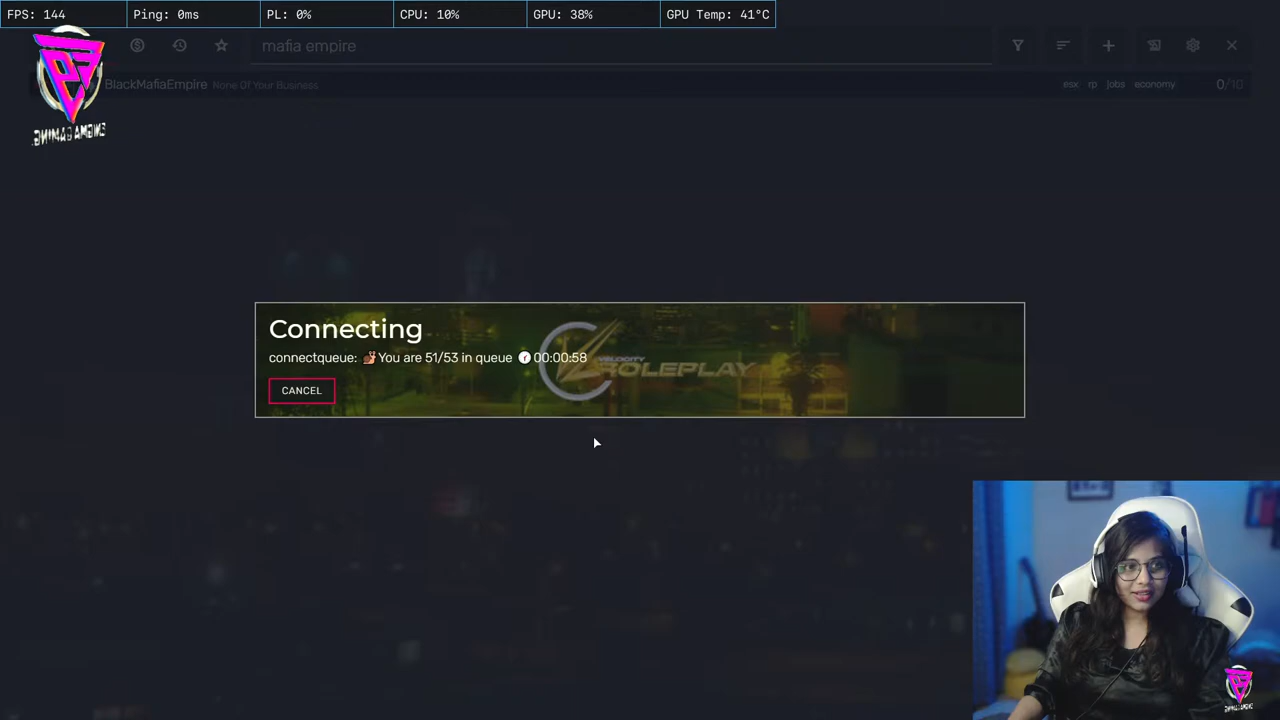 FPS: 144 Ping: 0ms PL: 0% CPU: 10% GPU: 38% GPU Temp: 41°C
mafia empire
BlackMafiaEmpire None Of Your Business esx rp jobs economy 0/10
Connecting
connectqueue: 🐌You are 51/53 in queue 🕐00:00:58
VELOCITY
ROLEPLAY
CANCEL